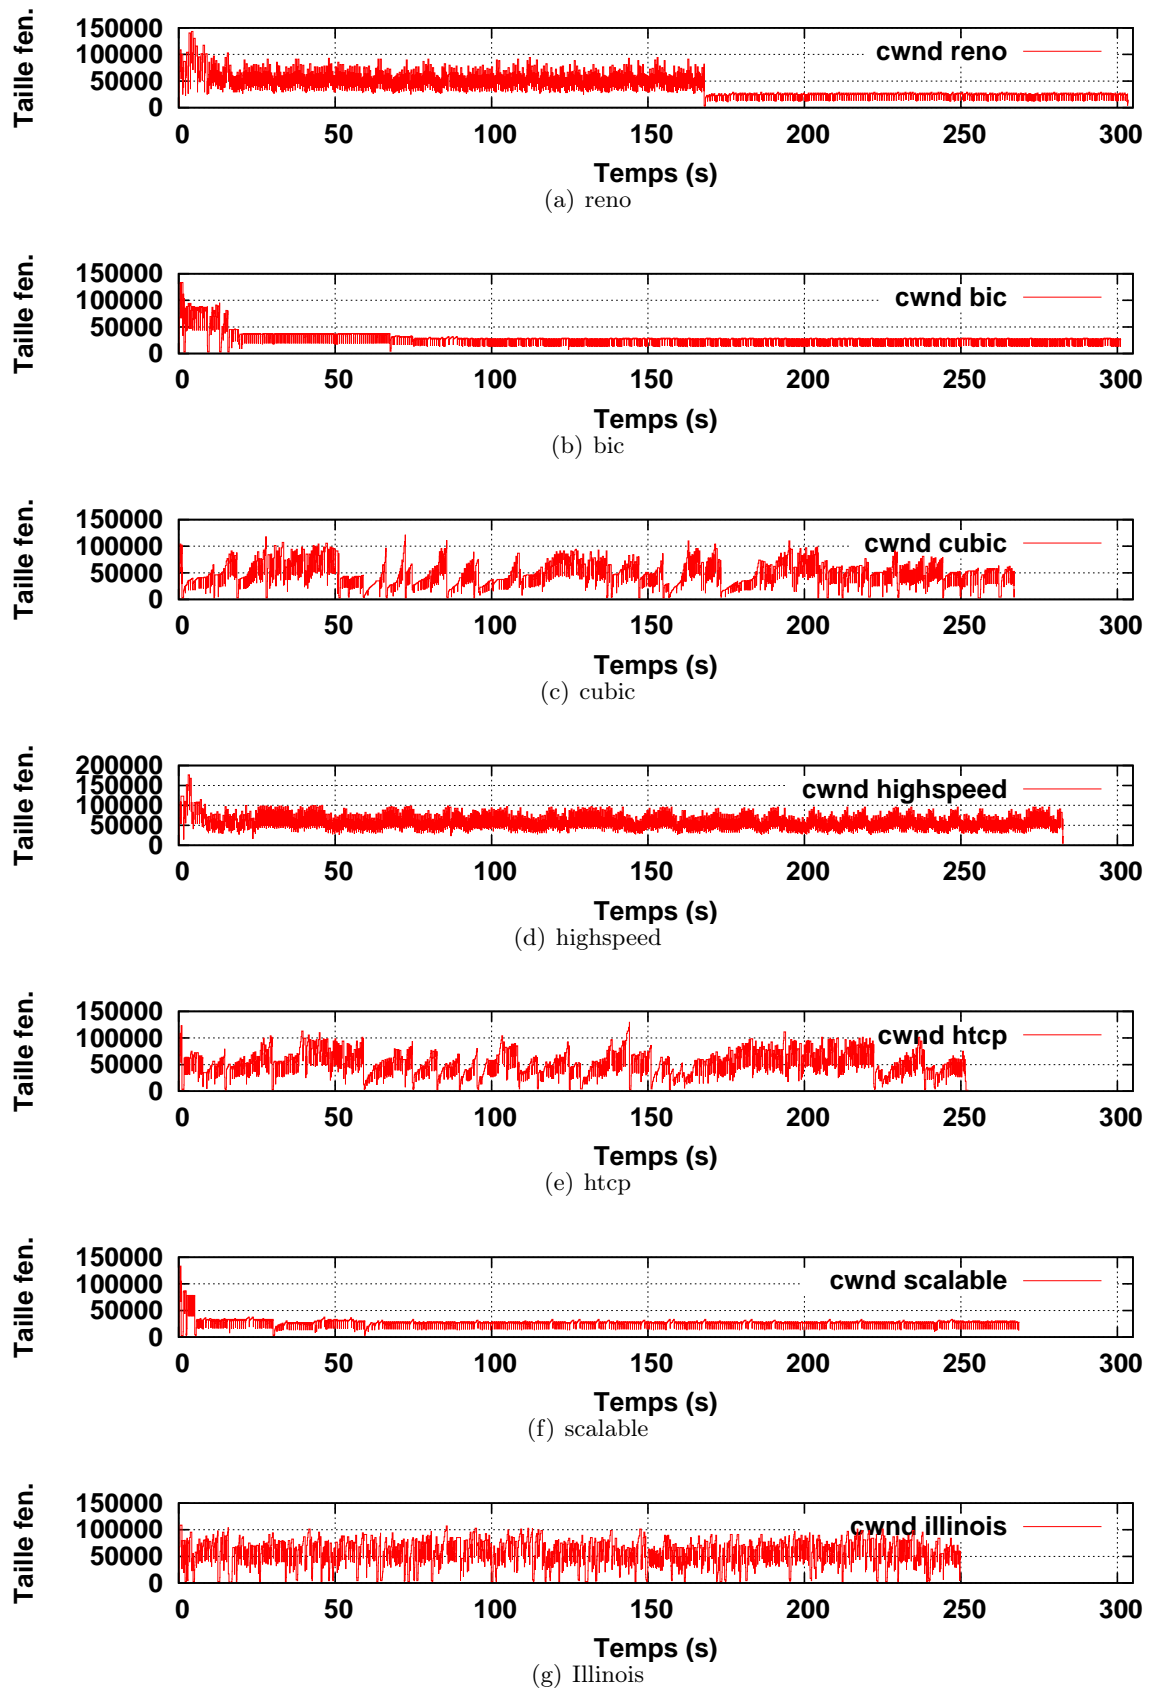 Taille fen.
150000
100000
50000
0
cwnd reno
0 50 100 150 200 250 300
Temps (s)
(a) reno
Taille fen.
150000
100000
50000
0
cwnd bic
0 50 100 150 200 250 300
Temps (s)
(b) bic
Taille fen.
150000
100000
50000
0
cwnd cubic
0 50 100 150 200 250 300
Temps (s)
(c) cubic
Taille fen.
200000
150000
100000
50000
0
cwnd highspeed
0 50 100 150 200 250 300
Temps (s)
(d) highspeed
Taille fen.
150000
100000
50000
0
cwnd htcp
0 50 100 150 200 250 300
Temps (s)
(e) htcp
Taille fen.
150000
100000
50000
0
cwnd scalable
0 50 100 150 200 250 300
Temps (s)
(f) scalable
Taille fen.
150000
100000
50000
0
cwnd illinois
0 50 100 150 200 250 300
Temps (s)
(g) Illinois